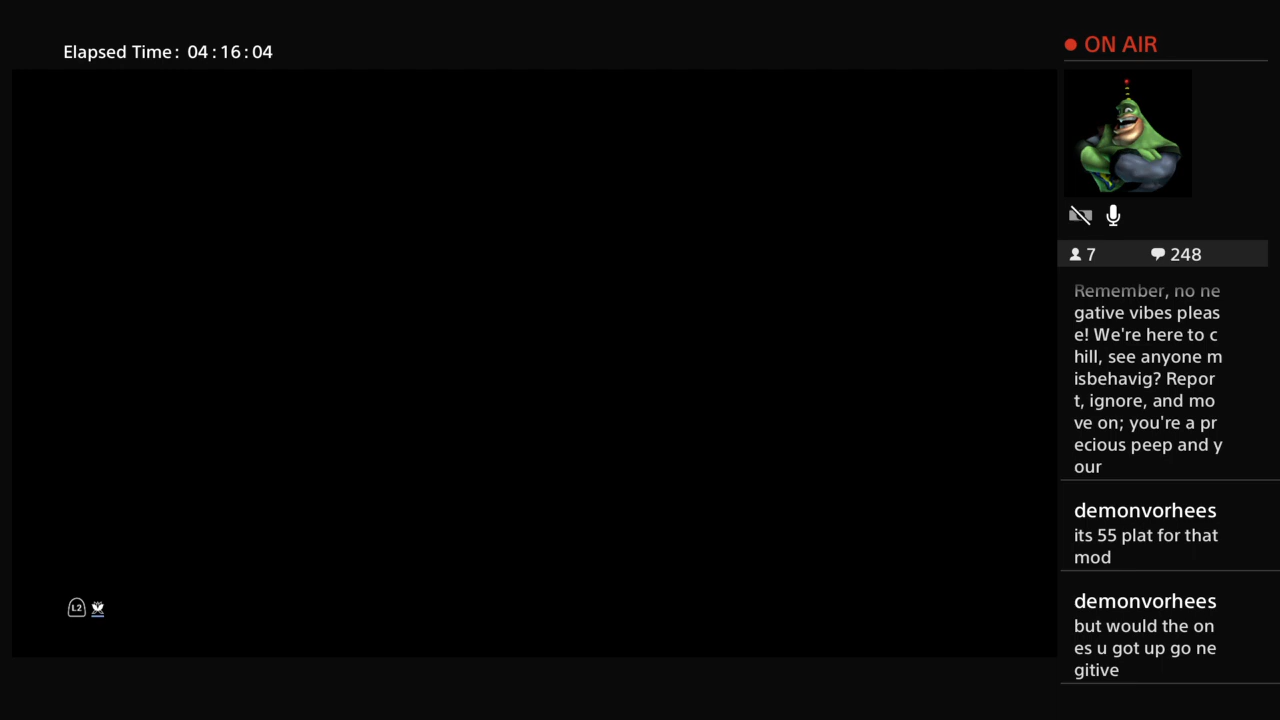 Elapsed Time: 04:16:04
ON AIR
7 248
Remember, no ne
gative vibes pleas
e! We're here to c
hill, see anyone m
isbehavig? Repor
t, ignore, and mo
ve on; you're a pr
ecious peep and y
our
demonvorhees
its 55 plat for that
mod
demonvorhees
but would the on
es u got up go ne
gitive
L2